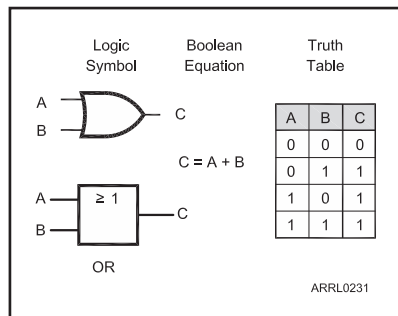 Logic Symbol
Boolean Equation
Truth Table
A
B
C
C = A + B
A
B
≥ 1
C
OR
A B C
0 0 0
0 1 1
1 0 1
1 1 1
ARRL0231